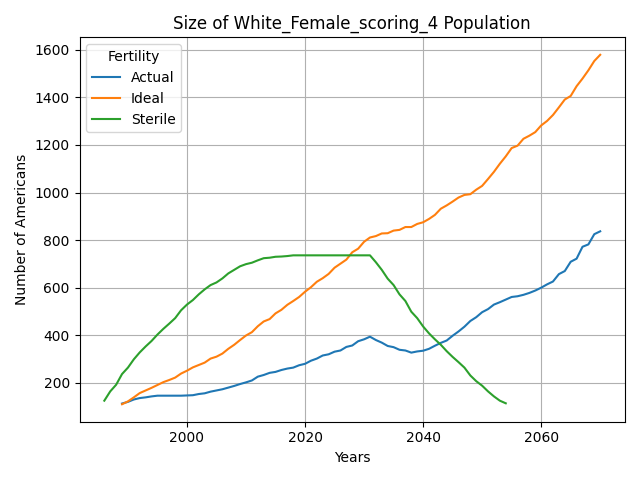 Size of White_Female_scoring_4 Population
Fertility
Actual
Ideal
Sterile
Number of Americans
1600
1400
1200
1000
800
600
400
200
2000
2020
2040
2060
Years